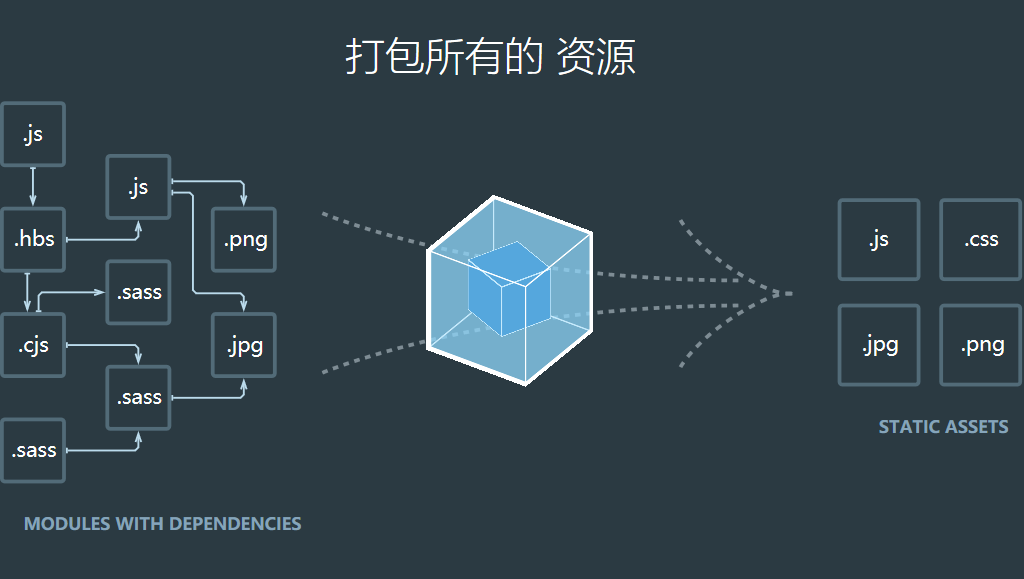 打包所有的 资源
.js
.js
.hbs
.png
.sass
.cjs
.jpg
.sass
.sass
MODULES WITH DEPENDENCIES
.js
.css
.jpg
.png
STATIC ASSETS